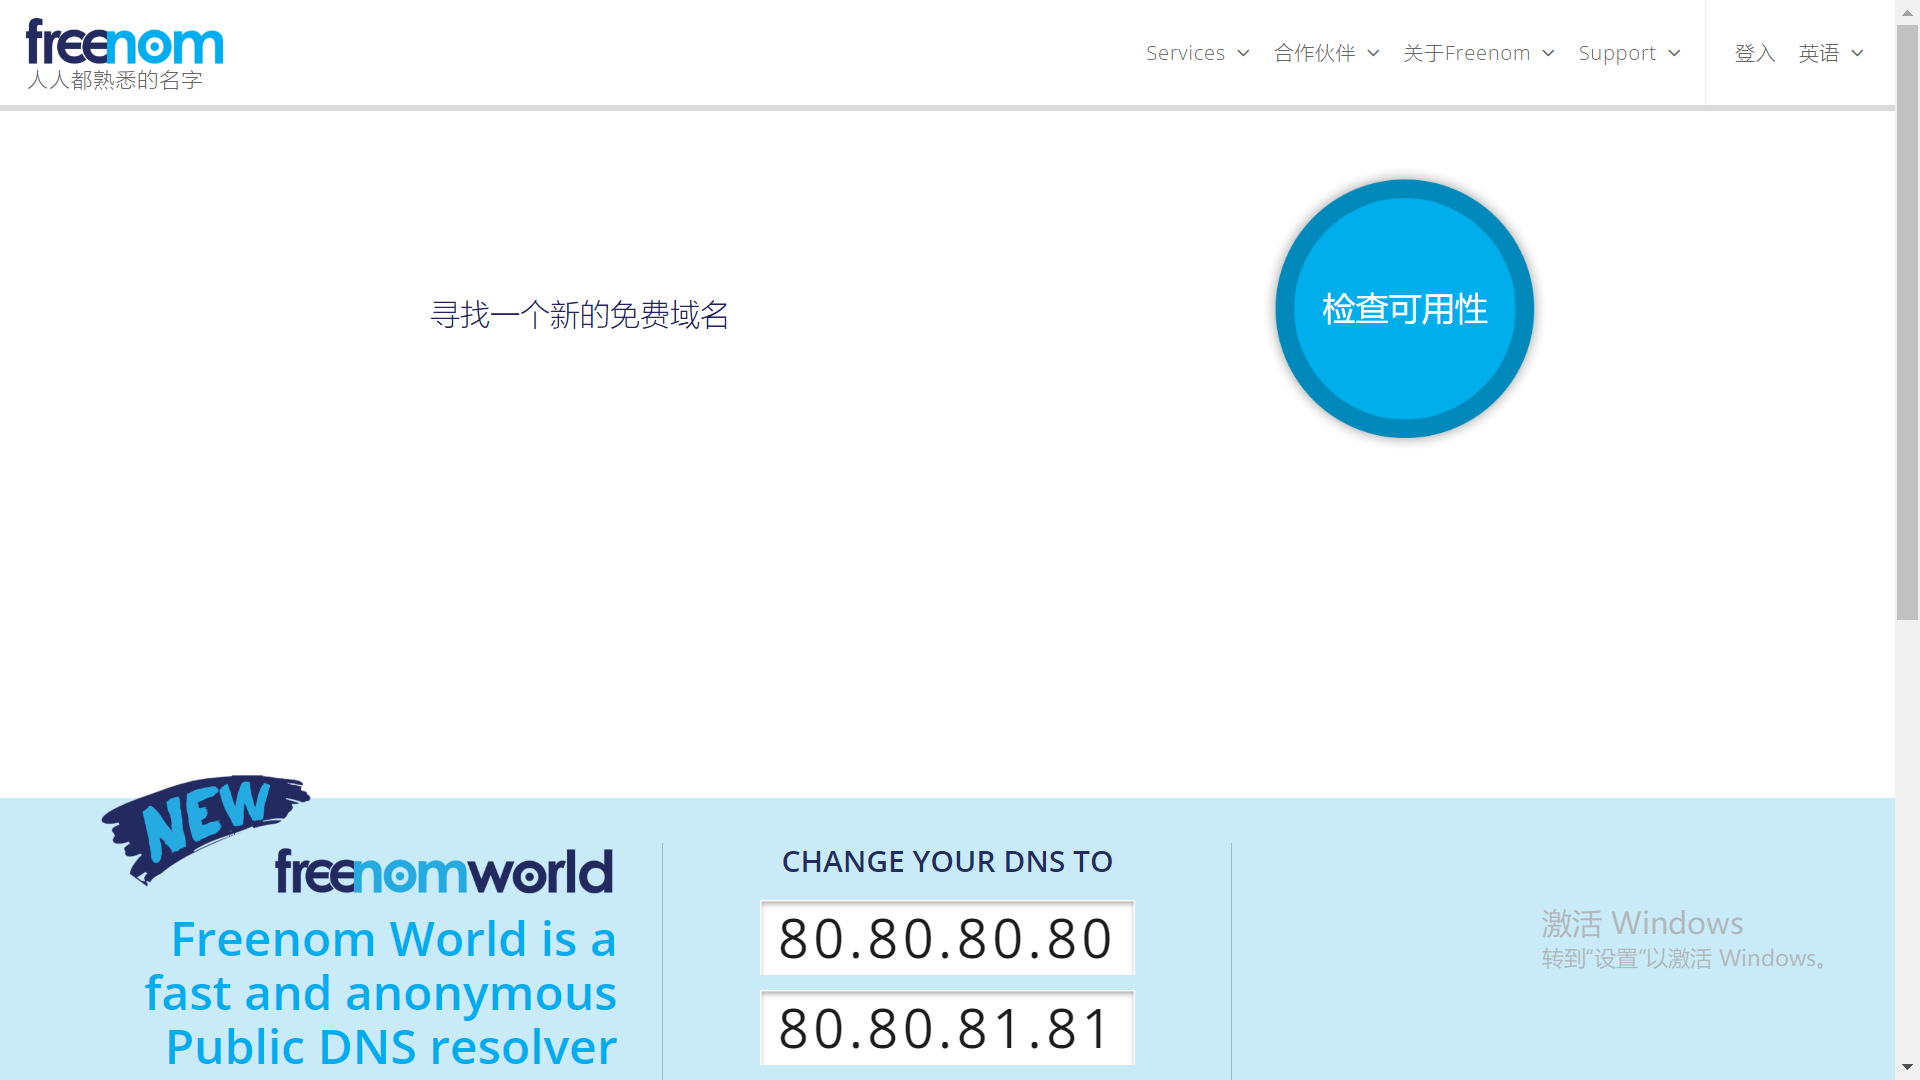 freenom
人人都熟悉的名字
Services
合作伙伴
关于Freenom
Support
登入
英语
寻找一个新的免费域名
检查可用性
NEW
freenomworld
Freenom World is a
fast and anonymous
Public DNS resolver
CHANGE YOUR DNS TO
80.80.80.80
80.80.81.81
激活 Windows
转到“设置”以激活 Windows。